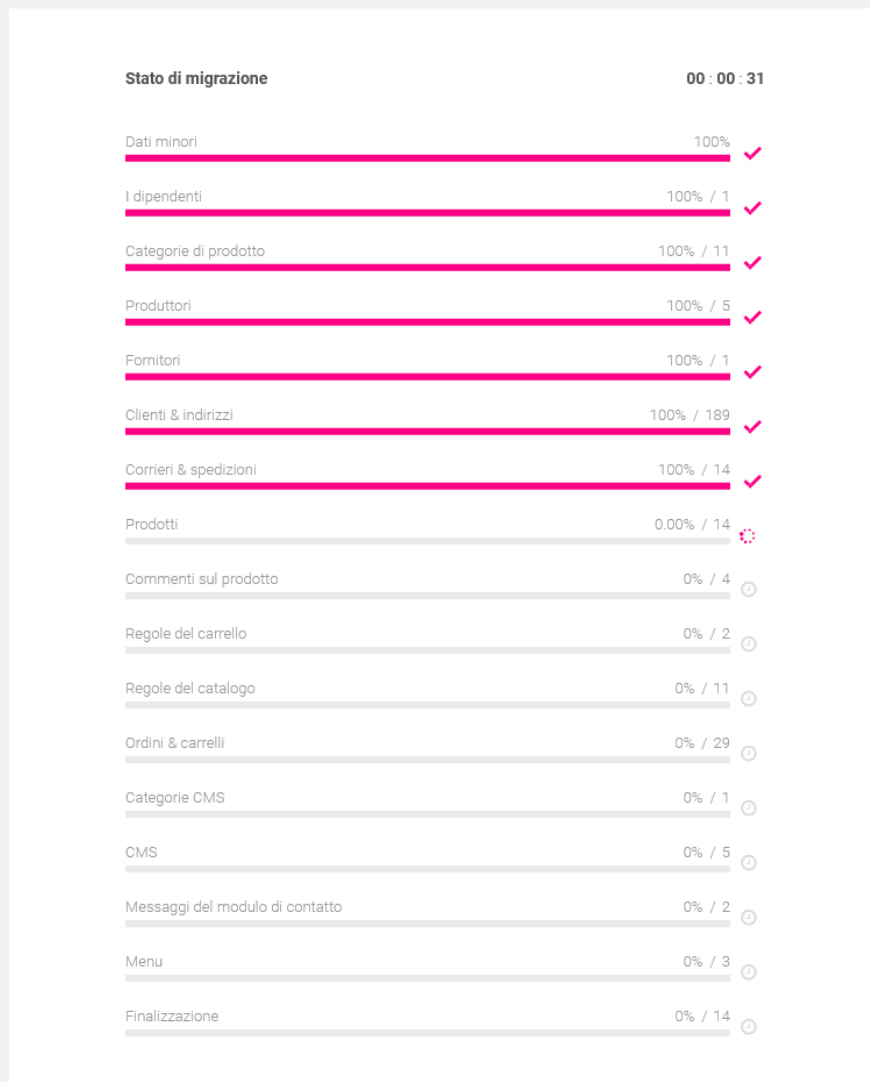 Stato di migrazione 00 : 00 : 31
Dati minori 100%
I dipendenti 100% / 1
Categorie di prodotto 100% / 11
Produttori 100% / 5
Fornitori 100% / 1
Clienti & indirizzi 100% / 189
Corrieri & spedizioni 100% / 14
Prodotti 0.00% / 14
Commenti sul prodotto 0% / 4
Regole del carrello 0% / 2
Regole del catalogo 0% / 11
Ordini & carrelli 0% / 29
Categorie CMS 0% / 1
CMS 0% / 5
Messaggi del modulo di contatto 0% / 2
Menu 0% / 3
Finalizzazione 0% / 14